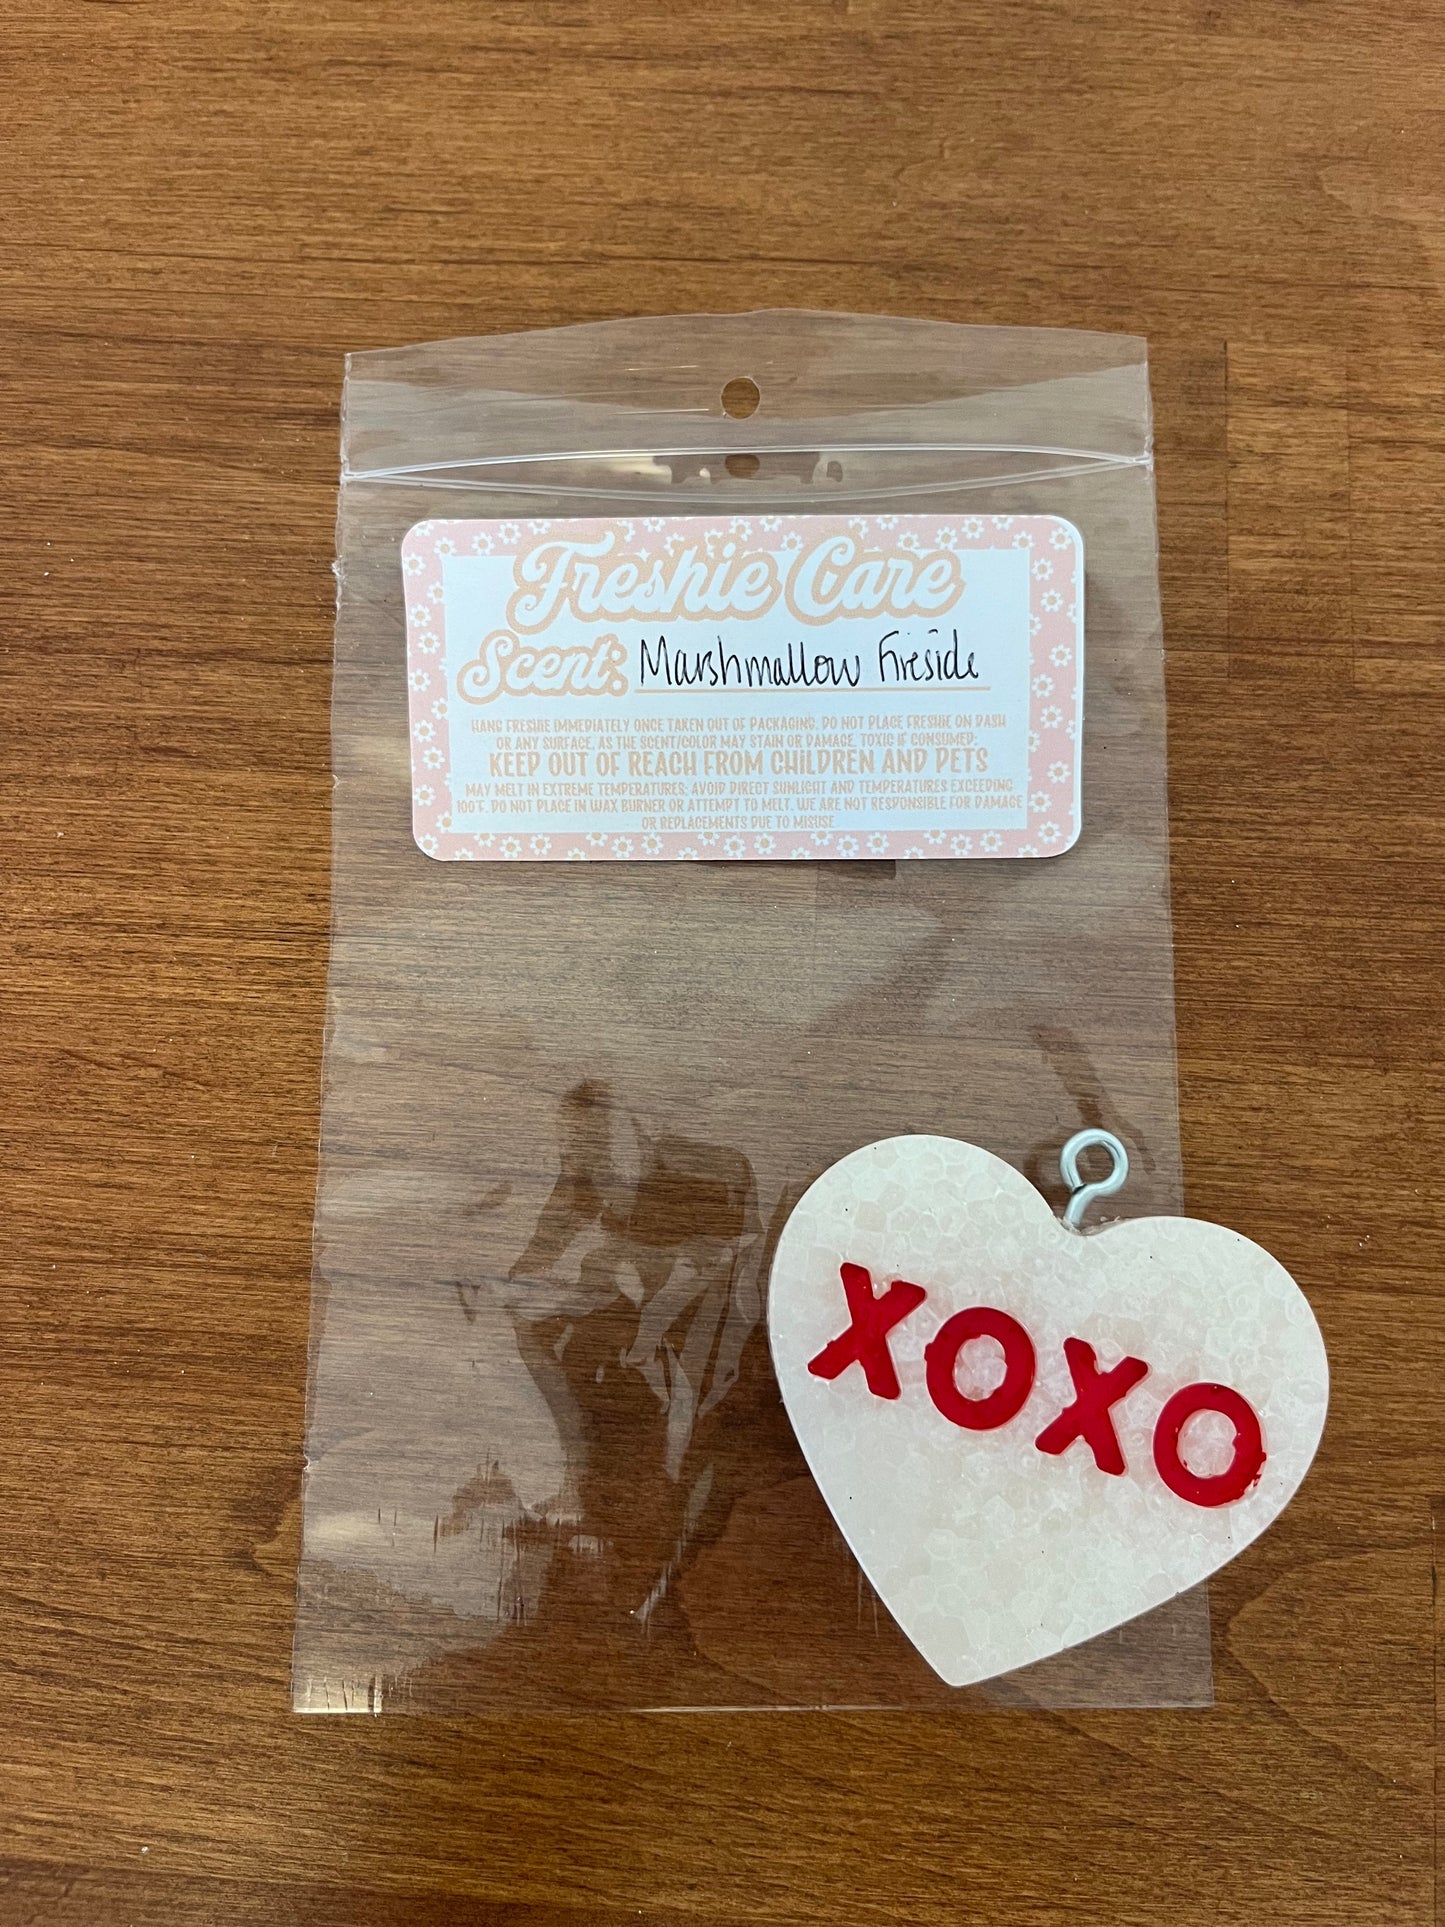 Freshie Care
Scent: Marshmallow Fireside
HANG FRESHIE IMMEDIATELY ONCE TAKEN OUT OF PACKAGING. DO NOT PLACE FRESHIE ON DASH
OR ANY SURFACE, AS THE SCENT/COLOR MAY STAIN OR DAMAGE. TOXIC IF CONSUMED;
KEEP OUT OF REACH FROM CHILDREN AND PETS
MAY MELT IN EXTREME TEMPERATURES; AVOID DIRECT SUNLIGHT AND TEMPERATURES EXCEEDING
100°F. DO NOT PLACE IN WAX BURNER OR ATTEMPT TO MELT. WE ARE NOT RESPONSIBLE FOR DAMAGE
OR REPLACEMENTS DUE TO MISUSE
XOXO